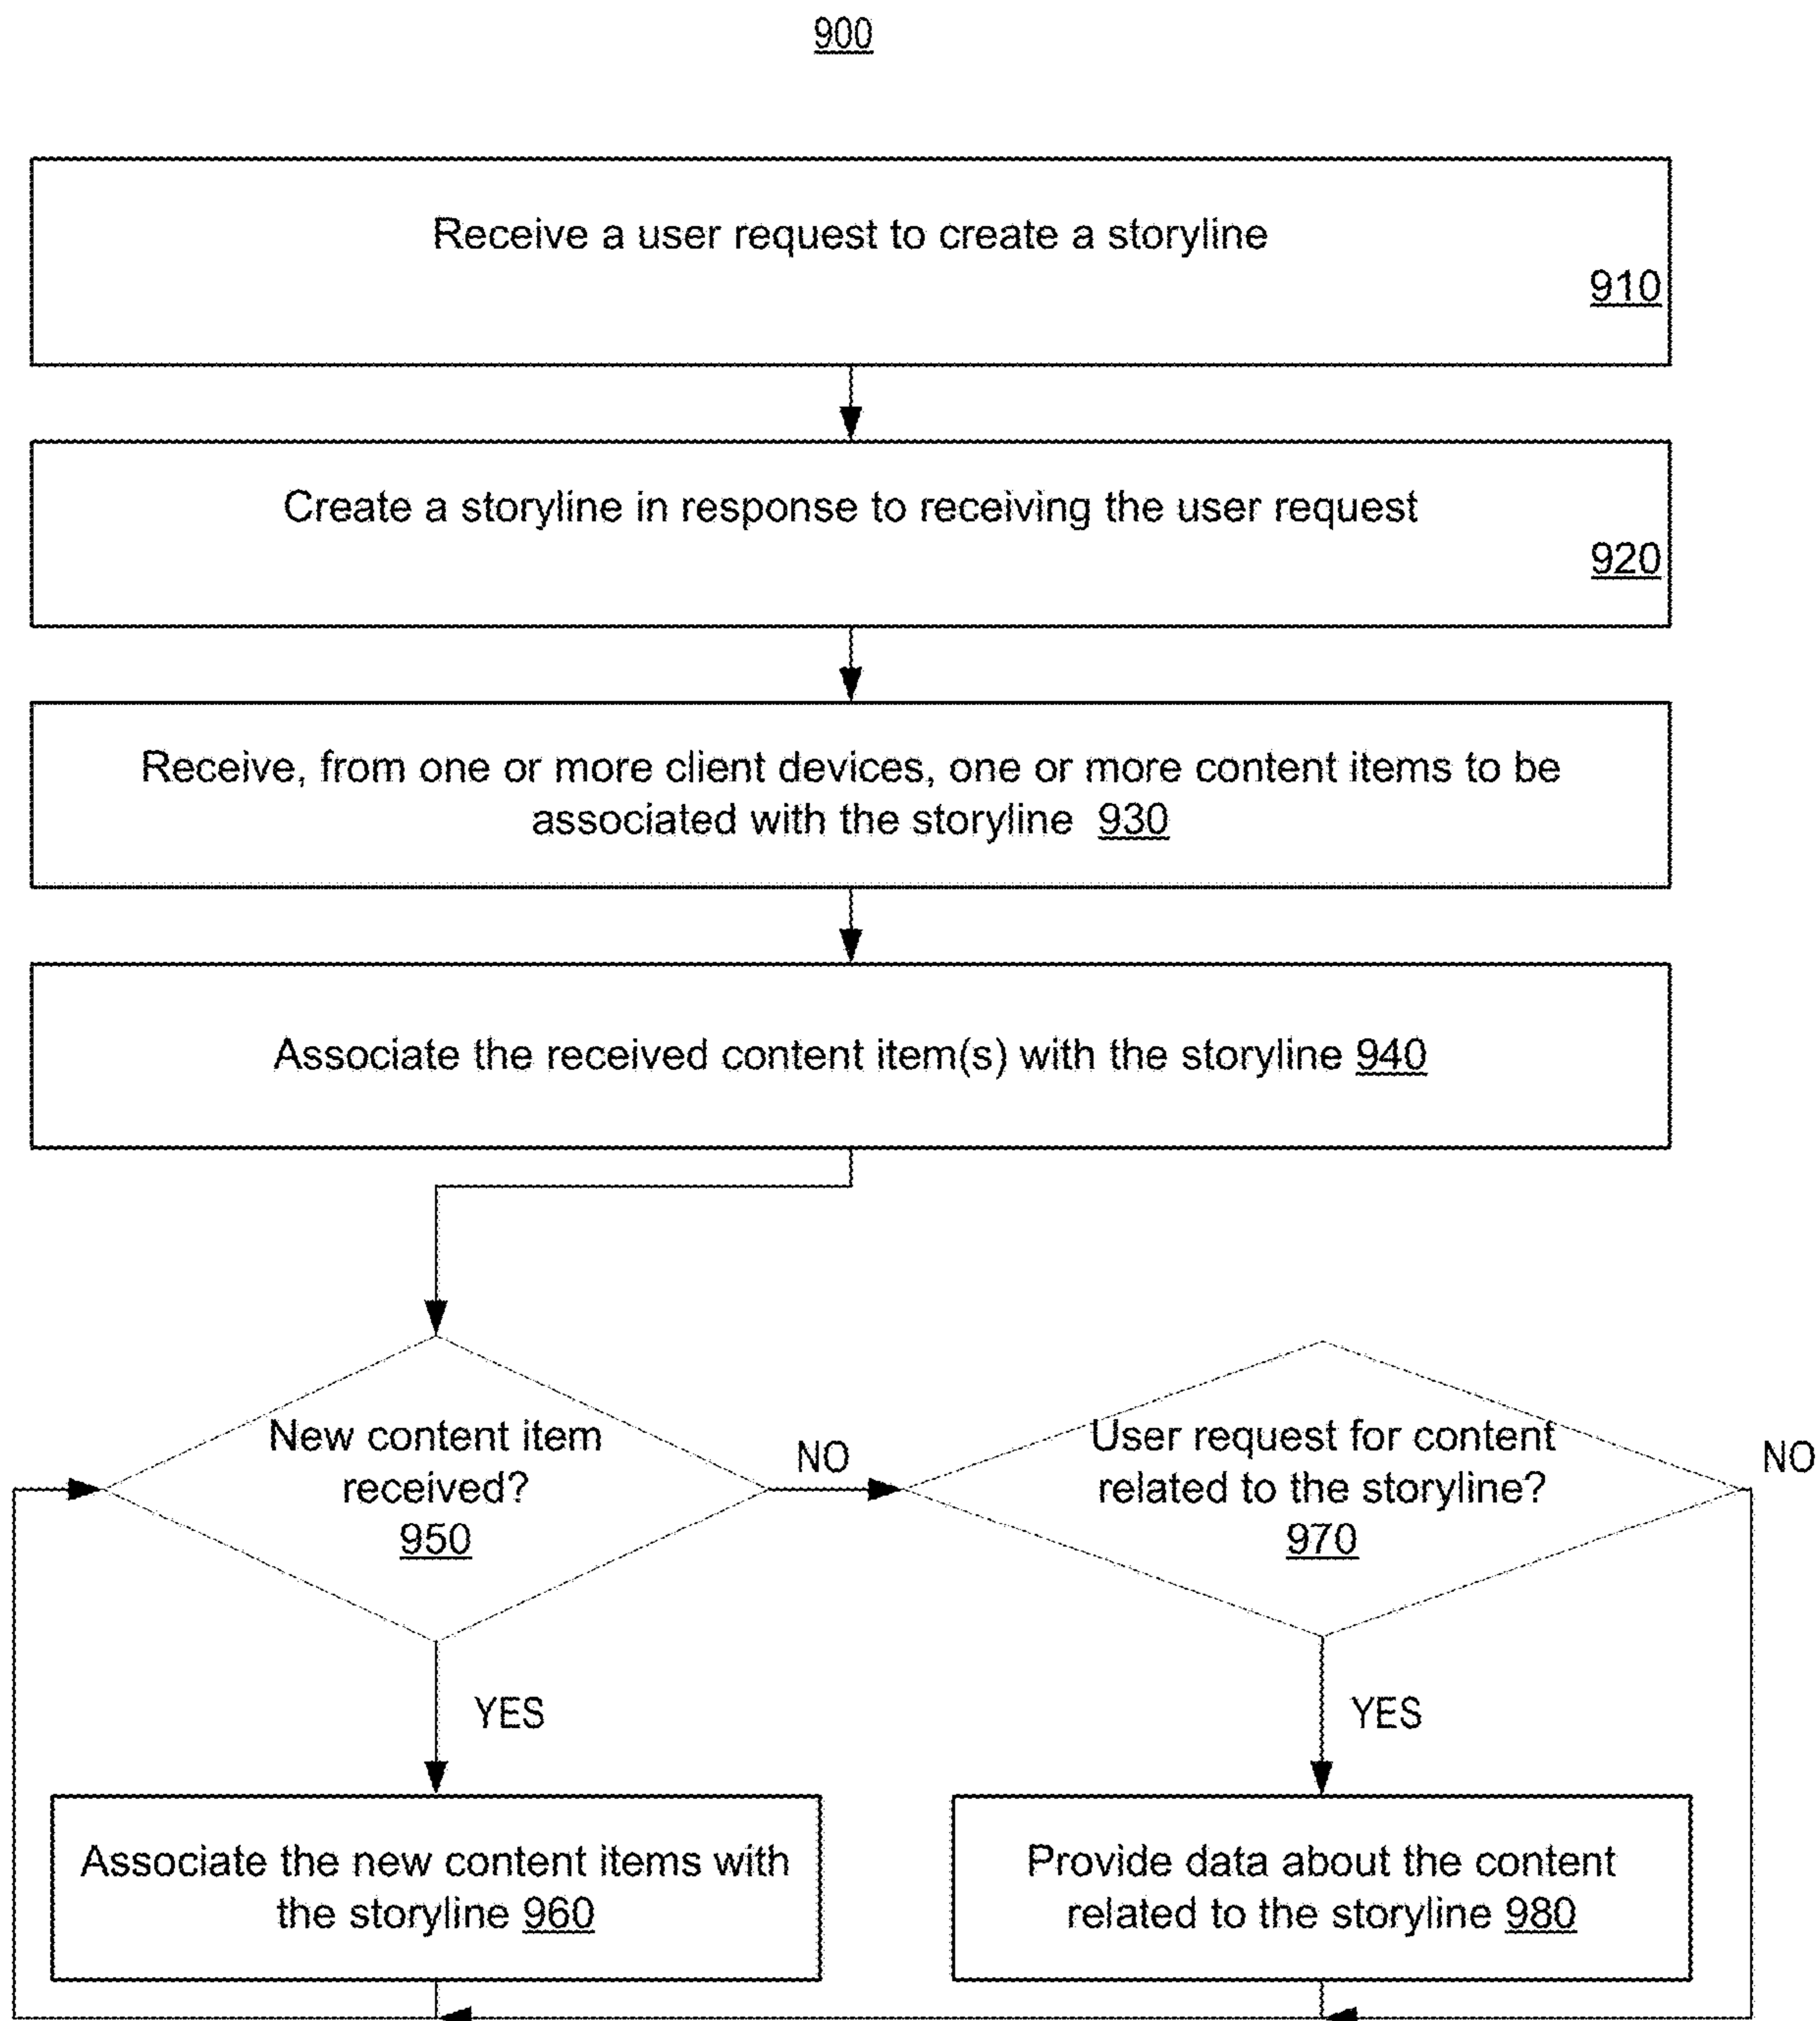 900
Receive a user request to create a storyline
910
Create a storyline in response to receiving the user request
920
Receive, from one or more client devices, one or more content items to be
associated with the storyline 930
Associate the received content item(s) with the storyline 940
New content item
received?
950
NO
User request for content
related to the storyline?
970
NO
YES
YES
Associate the new content items with
the storyline 960
Provide data about the content
related to the storyline 980